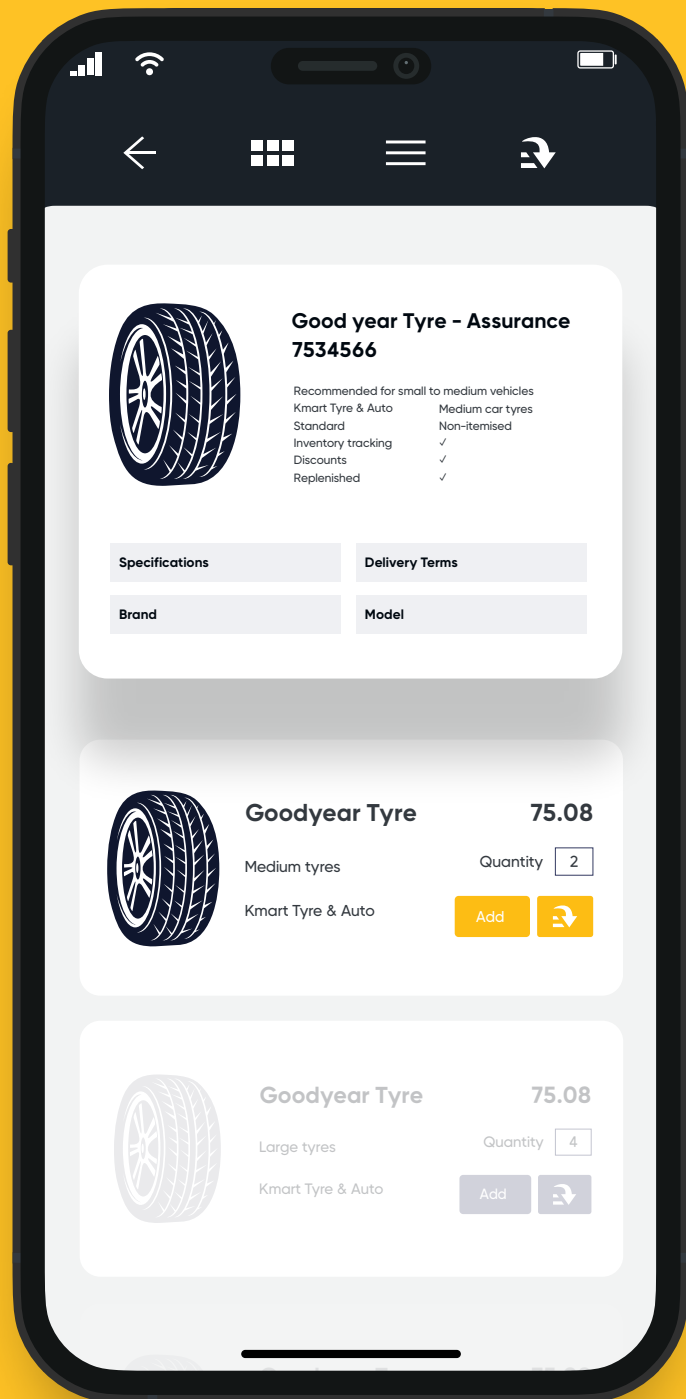 Good year Tyre - Assurance
7534566
Recommended for small to medium vehicles
Kmart Tyre & Auto Medium car tyres
Standard Non-itemised
Inventory tracking ✓
Discounts ✓
Replenished ✓
Specifications Delivery Terms
Brand Model
Goodyear Tyre 75.08
Medium tyres Quantity 2
Kmart Tyre & Auto Add
Goodyear Tyre 75.08
Large tyres Quantity 4
Kmart Tyre & Auto Add